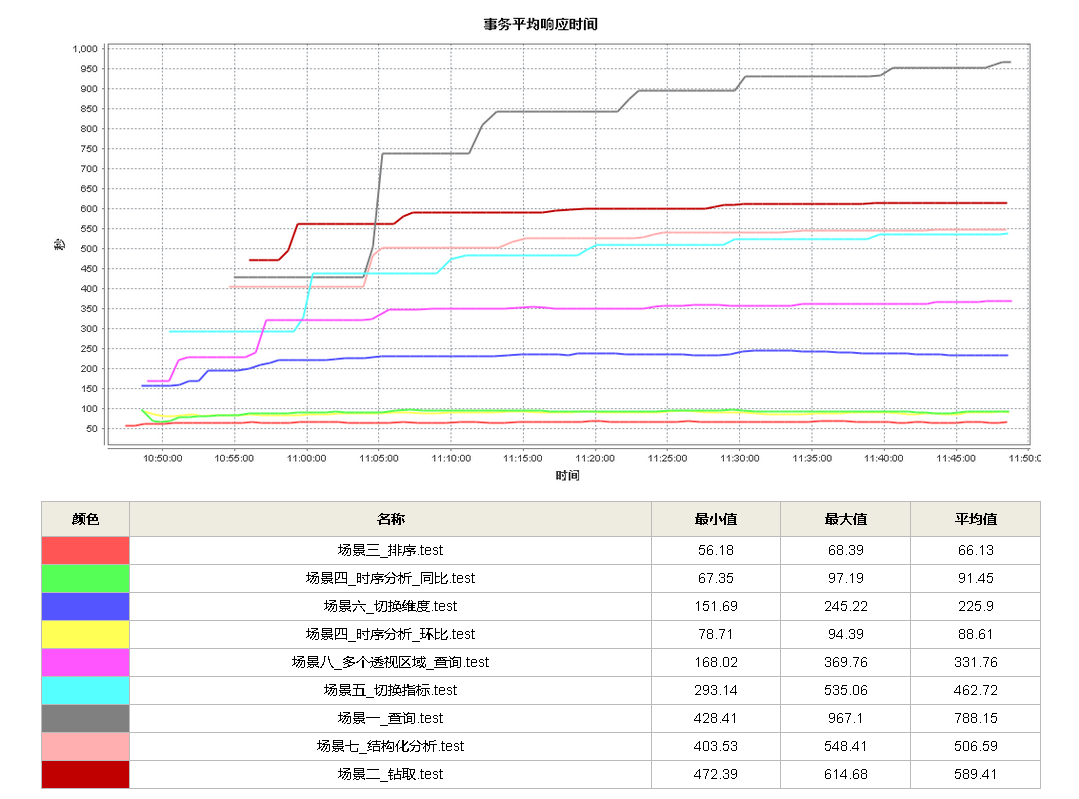 事务平均响应时间
1,000
950
900
850
800
750
700
650
600
550
500
450
400
350
300
250
200
150
100
50
秒
10:50:00 10:55:00 11:00:00 11:05:00 11:10:00 11:15:00 11:20:00 11:25:00 11:30:00 11:35:00 11:40:00 11:45:00 11:50:0
时间
颜色 名称 最小值 最大值 平均值
场景三_排序.test 56.18 68.39 66.13
场景四_时序分析_同比.test 67.35 97.19 91.45
场景六_切换维度.test 151.69 245.22 225.9
场景四_时序分析_环比.test 78.71 94.39 88.61
场景八_多个透视区域_查询.test 168.02 369.76 331.76
场景五_切换指标.test 293.14 535.06 462.72
场景一_查询.test 428.41 967.1 788.15
场景七_结构化分析.test 403.53 548.41 506.59
场景二_钻取.test 472.39 614.68 589.41